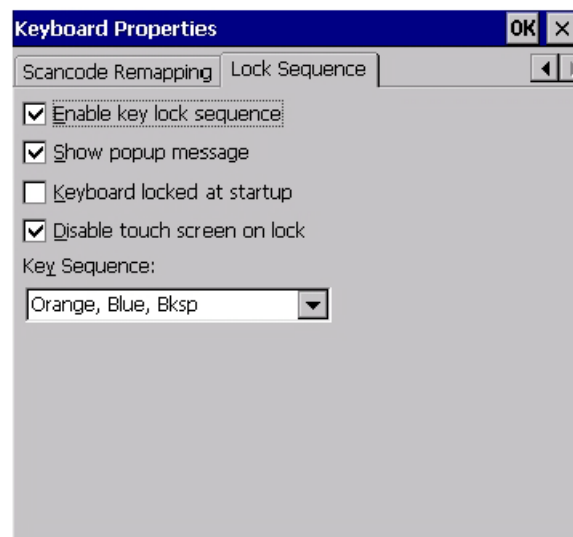 Keyboard Properties OK ×
Scancode Remapping Lock Sequence
Enable key lock sequence
Show popup message
Keyboard locked at startup
Disable touch screen on lock
Key Sequence:
Orange, Blue, Bksp